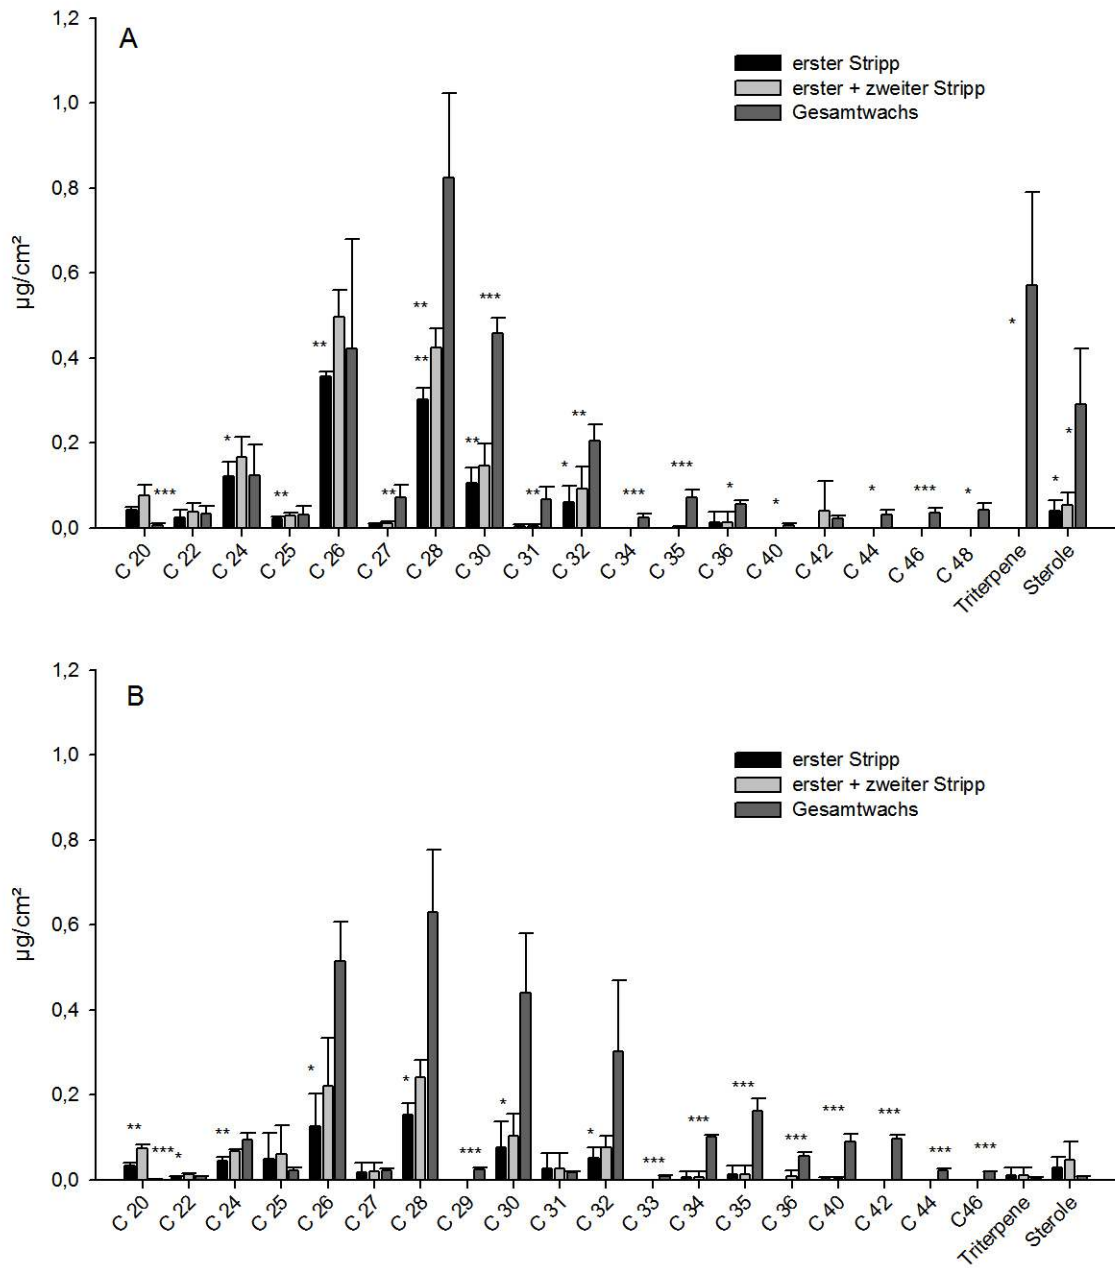 A
erster Stripp
erster + zweiter Stripp
Gesamtwachs
µg/cm²
1,2
1,0
0,8
0,6
0,4
0,2
0,0
***
*
**
**
**
**
**
**
***
**
*
**
***
***
*
*
*
***
*
*
*
*
C 20
C 22
C 24
C 25
C 26
C 27
C 28
C 30
C 31
C 32
C 34
C 35
C 36
C 40
C 42
C 44
C 46
C 48
Triterpene
Sterole
B
erster Stripp
erster + zweiter Stripp
Gesamtwachs
µg/cm²
1,2
1,0
0,8
0,6
0,4
0,2
0,0
**
***
*
**
*
*
***
*
*
***
***
***
***
***
***
***
***
C 20
C 22
C 24
C 25
C 26
C 27
C 28
C 29
C 30
C 31
C 32
C 33
C 34
C 35
C 36
C 40
C 42
C 44
C46
Triterpene
Sterole